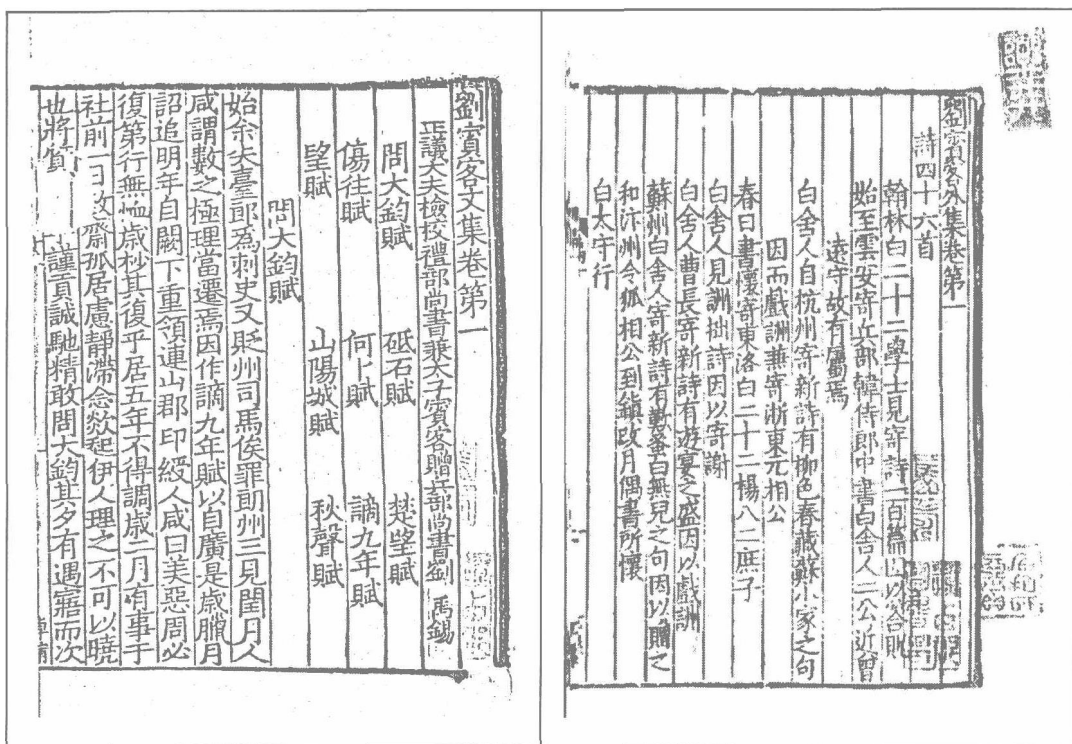 劉賓客文集卷第一
正議大夫檢挍禮部尚書兼太子賓客贈兵部尚書劉 禹錫
問大鈞賦 砥石賦 楚望賦
傷往賦 何卜賦 謫九年賦
望賦 山陽城賦 秋聲賦
問大鈞賦
始余失臺郎爲刺史又貶州司馬俟罪朗州三見閏月人
咸謂數之極理當遷焉因作謫九年賦以自廣是歲臘月
詔追明年自闕下重領連山郡印綬人咸曰美惡周必
復第行無恤歲杪其復乎居五年不得調歲二月有事于
社前一日致齋孤居慮靜滯念欻起伊人理之不可以曉
也將質 謹貢誠馳精敢問大鈞其夕有遇寤而次
劉賓客外集卷第一
詩四十六首
翰林白二十二學士見寄詩一百篇因以荅貺
始至雲安寄兵部韓侍郎中書白舍人二公近曾
遠守故有屬焉
白舍人自杭州寄新詩有柳色春藏蘇小家之句
因而戲訓兼寄浙東元相公
春日書懷寄東洛白二十二楊八二庶子
白舍人見訓拙詩因以寄謝
白舍人曹長寄新詩有遊宴之盛因以戲訓
蘇州白舍人寄新詩有歎蚤白無兒之句因以贈之
和汴州令狐相公到鎮改月偶書所懷
白太守行